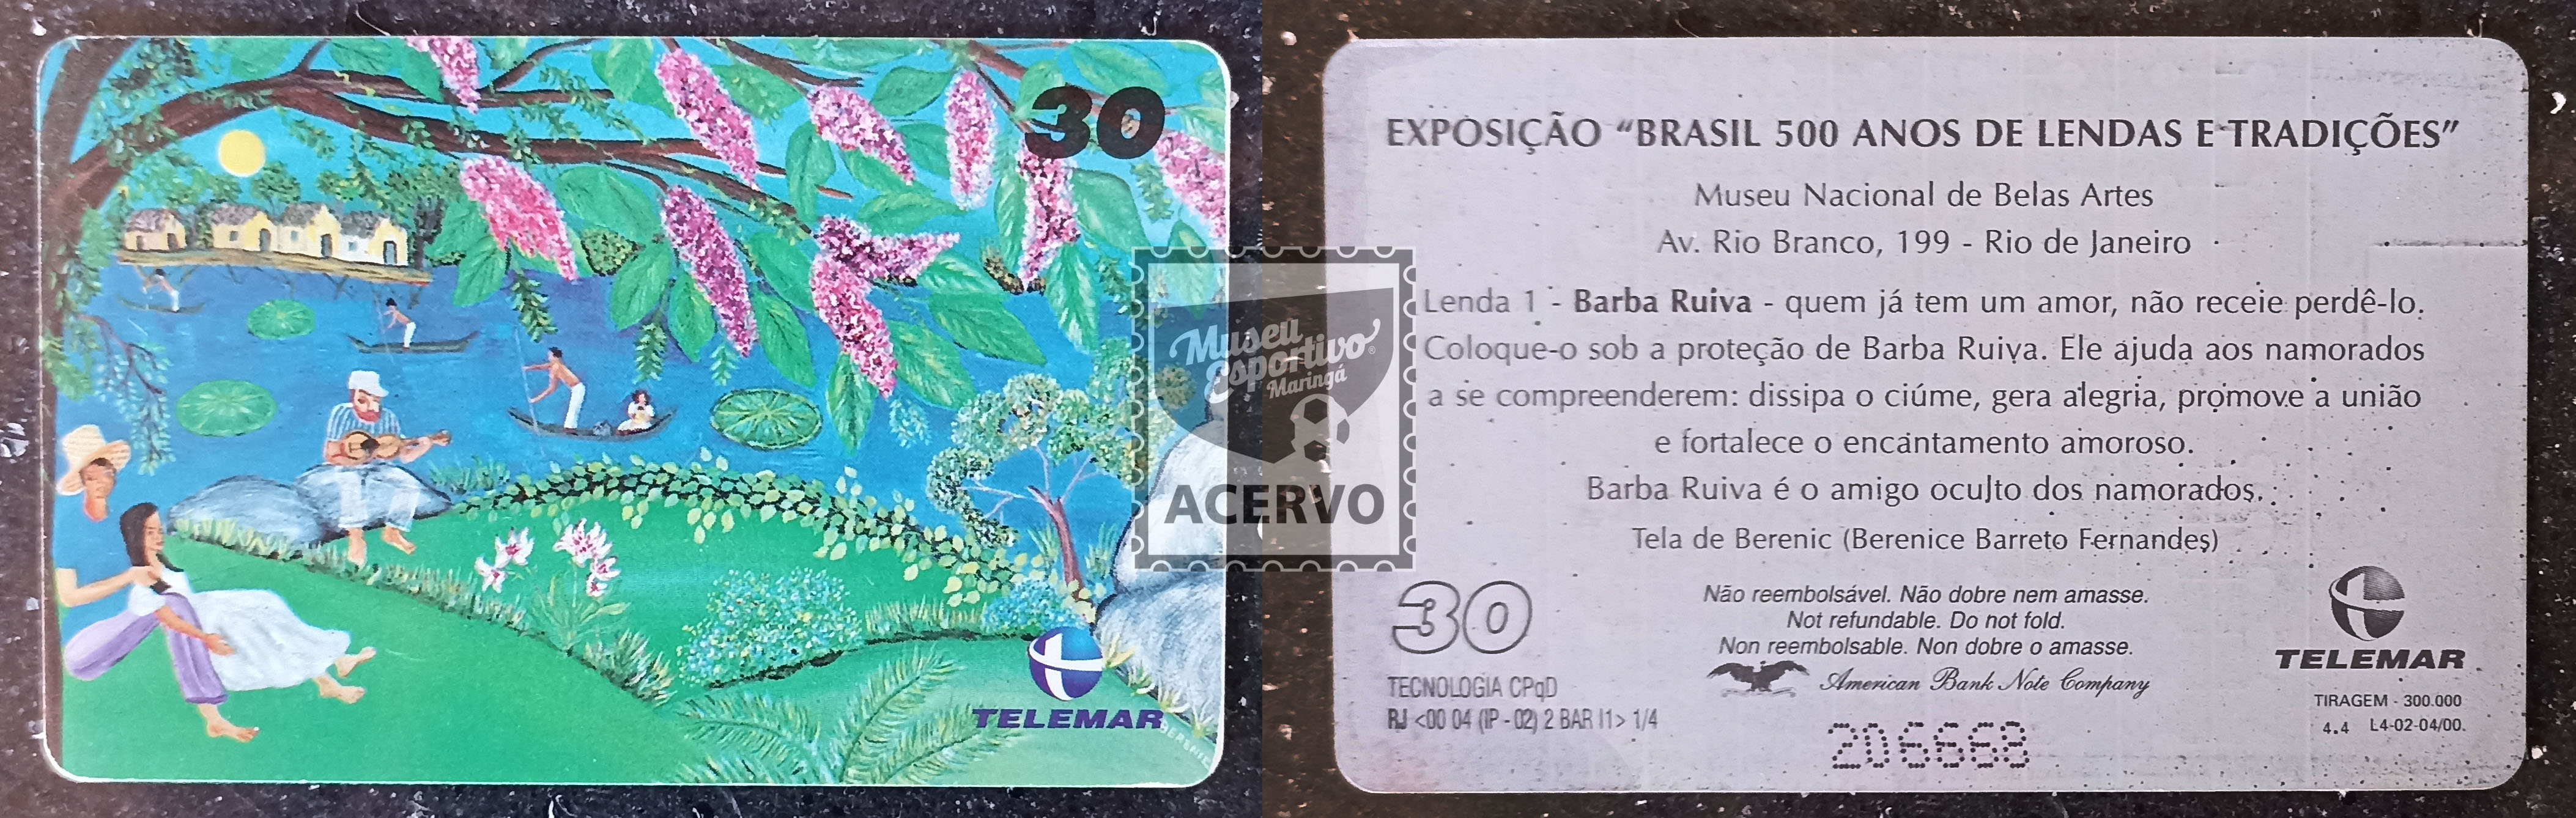 30
TELEMAR
Museu
Esportivo
Maringá
ACERVO
EXPOSIÇÃO “BRASIL 500 ANOS DE LENDAS E TRADIÇÕES”
Museu Nacional de Belas Artes
Av. Rio Branco, 199 - Rio de Janeiro
Lenda 1 - Barba Ruiva - quem já tem um amor, não receie perdê-lo.
Coloque-o sob a proteção de Barba Ruiva. Ele ajuda aos namorados
a se compreenderem: dissipa o ciúme, gera alegria, promove a união
e fortalece o encantamento amoroso.
Barba Ruiva é o amigo oculto dos namorados.
Tela de Berenic (Berenice Barreto Fernandes)
30
Não reembolsável. Não dobre nem amasse.
Not refundable. Do not fold.
Non reembolsable. Non dobre o amasse.
American Bank Note Company
TELEMAR
TECNOLOGIA CPqD
RJ <00 04 (IP - 02) 2 BAR I1> 1/4
TIRAGEM - 300.000
4.4 L4-02-04/00.
206668